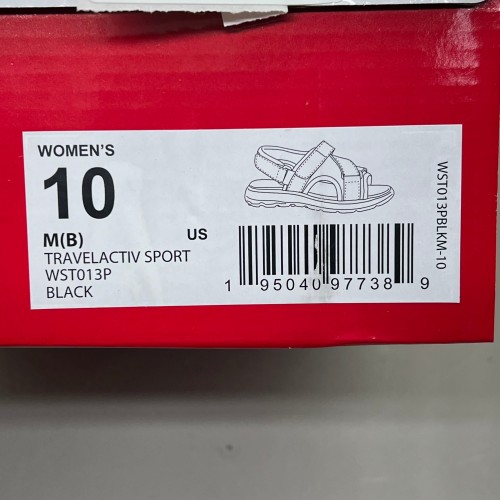 WOMEN'S
10
M(B) US
TRAVELACTIV SPORT
WST013P
BLACK
1 95040 97738 9
WST013PBLKM-10